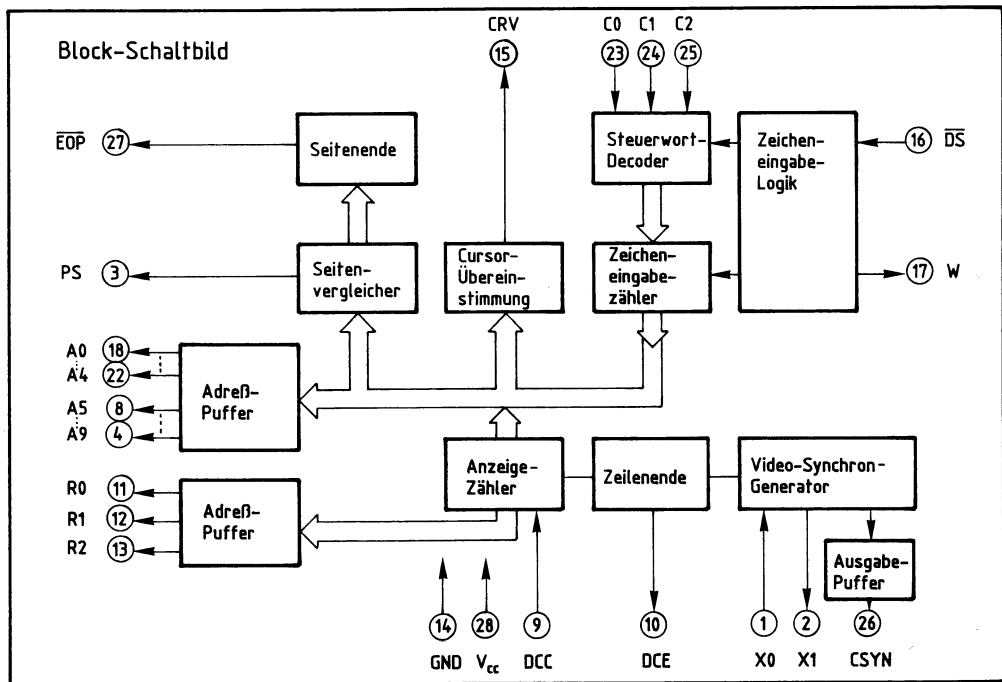 Block-Schaltbild
CRV
15
C0 C1 C2
23 24 25
EOP 27
Seitenende
Steuerwort-
Decoder
Zeichen-
eingabe-
Logik
16 DS
PS 3
Seiten-
vergleicher
Cursor-
Überein-
stimmung
Zeichen-
eingabe-
zähler
17 W
A0 18
A4 22
A5 8
A9 4
Adreß-
Puffer
Anzeige-
Zähler
Zeilenende
Video-Synchron-
Generator
R0 11
R1 12
R2 13
Adreß-
Puffer
Ausgabe-
Puffer
14 28 9 10 1 2 26
GND Vcc DCC DCE X0 X1 CSYN